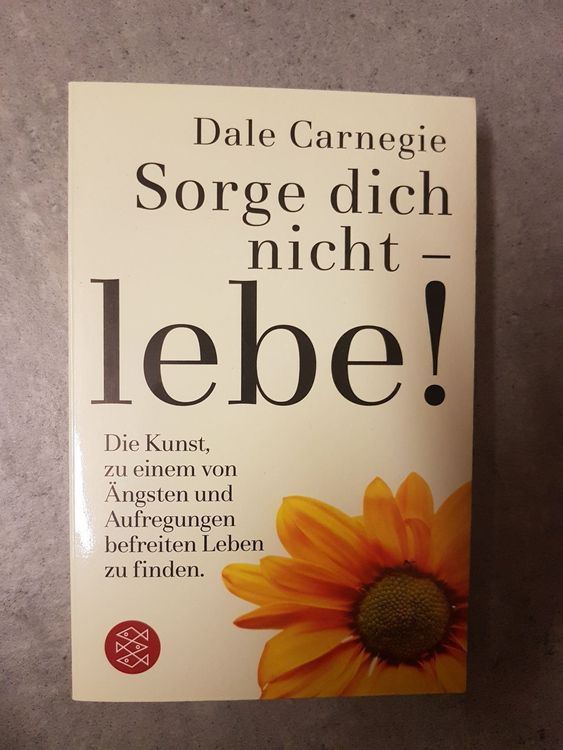 Dale Carnegie
Sorge dich
nicht –
lebe!
Die Kunst,
zu einem von
Ängsten und
Aufregungen
befreiten Leben
zu finden.